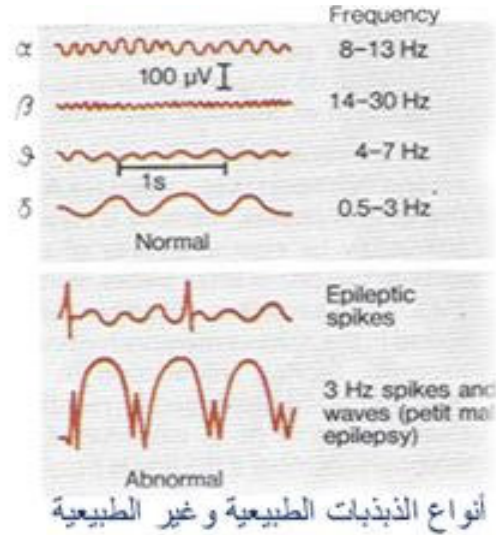 Frequency
α 8–13 Hz
100 µV
β 14–30 Hz
ϑ 4–7 Hz
1s
δ 0.5–3 Hz
Normal
Epileptic
spikes
3 Hz spikes and
waves (petit mal
epilepsy)
Abnormal
أنواع الذبذبات الطبيعية و غير الطبيعية